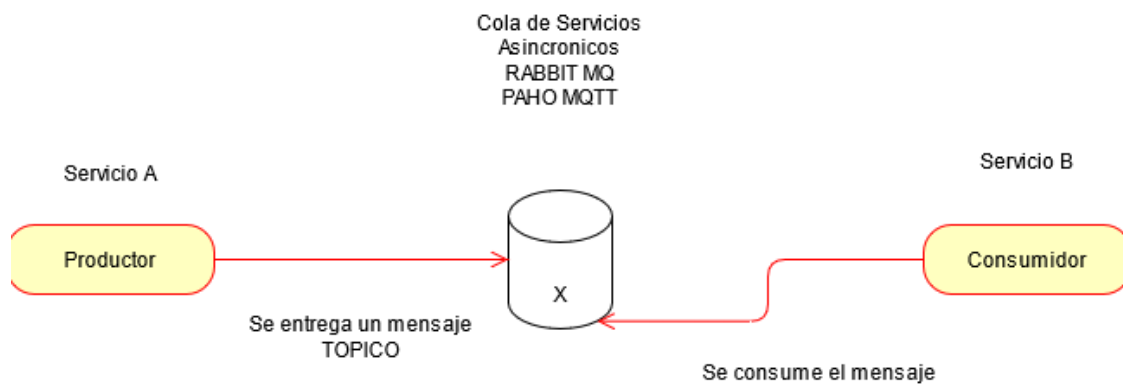 Cola de Servicios
Asincronicos
RABBIT MQ
PAHO MQTT
Servicio A
Servicio B
Productor
X
Consumidor
Se entrega un mensaje
TOPICO
Se consume el mensaje